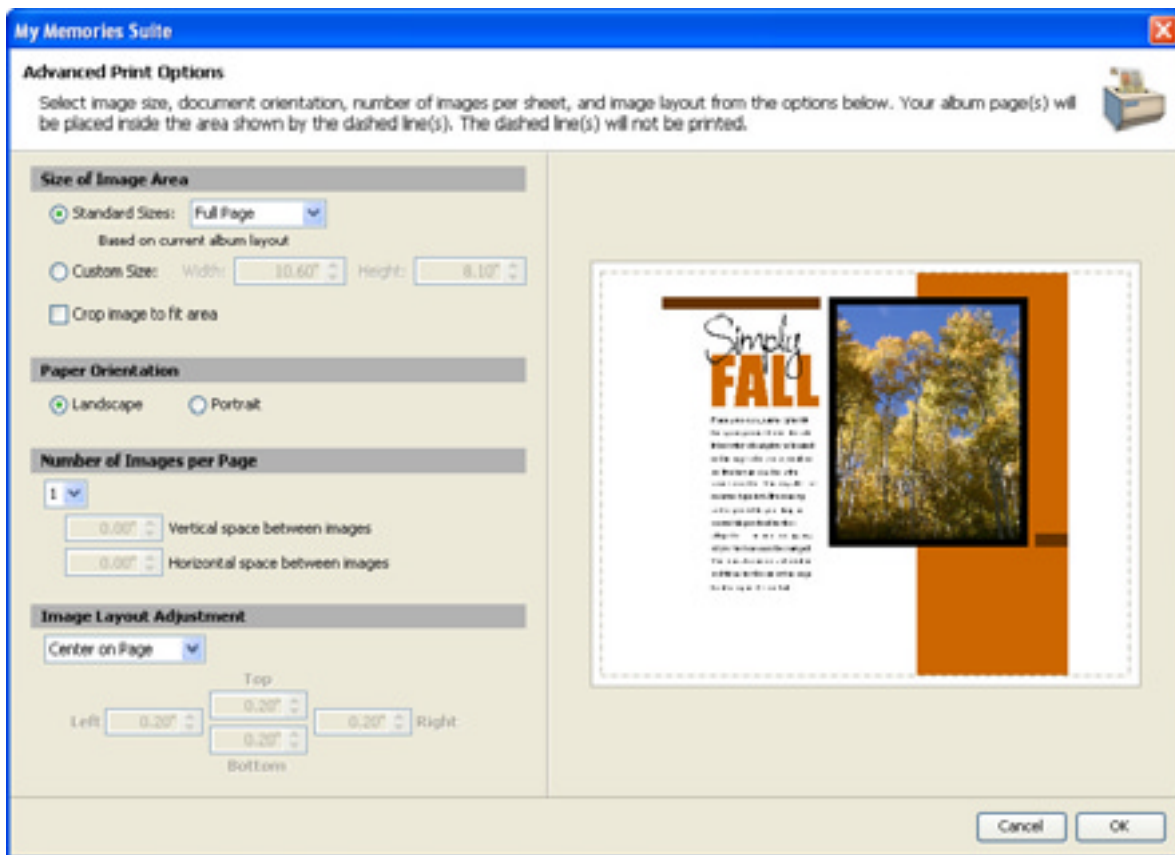 My Memories Suite
Advanced Print Options
Select image size, document orientation, number of images per sheet, and image layout from the options below. Your album page(s) will
be placed inside the area shown by the dashed line(s). The dashed line(s) will not be printed.
Size of Image Area
Standard Sizes: Full Page
Based on current album layout
Custom Size: Width: 10.60" Height: 8.10"
Crop image to fit area
Paper Orientation
Landscape Portrait
Number of Images per Page
1
0.00" Vertical space between images
0.00" Horizontal space between images
Image Layout Adjustment
Center on Page
Top
0.20"
Left 0.20" 0.20" Right
0.20"
Bottom
Simply
FALL
Cancel OK